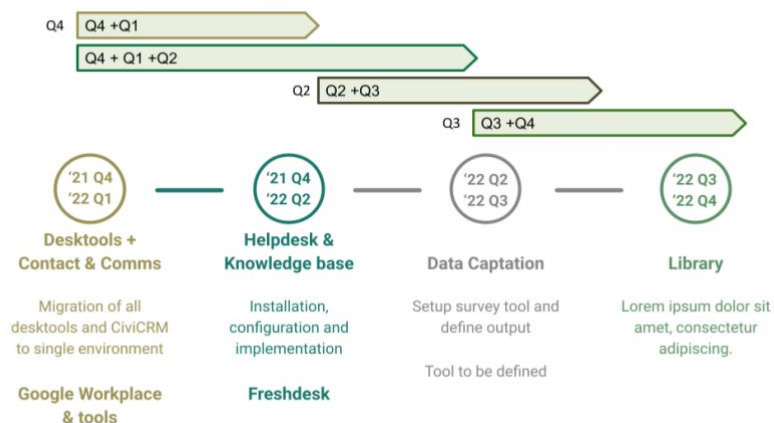 Q4 Q4 +Q1
Q4 + Q1 +Q2
Q2 Q2 +Q3
Q3 Q3 +Q4
‘21 Q4
‘22 Q1
‘21 Q4
‘22 Q2
‘22 Q2
‘22 Q3
‘22 Q3
‘22 Q4
Desktools +
Contact & Comms
Migration of all
desktools and CiviCRM
to single environment
Google Workplace
& tools
Helpdesk &
Knowledge base
Installation,
configuration and
implementation
Freshdesk
Data Captation
Setup survey tool and
define output
Tool to be defined
Library
Lorem ipsum dolor sit
amet, consectetur
adipiscing.